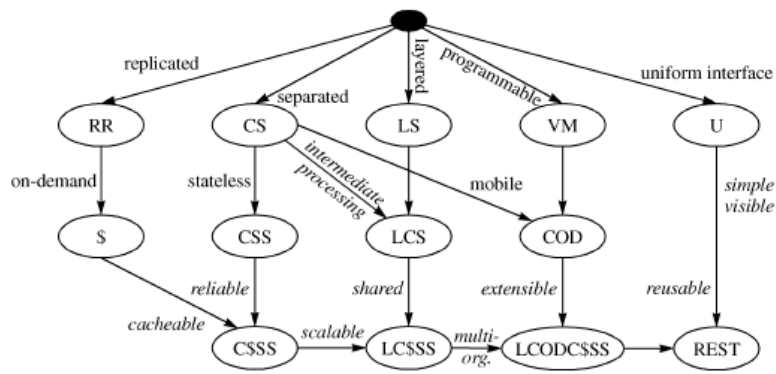 replicated
separated
layered
programmable
uniform interface
RR
CS
LS
VM
U
on-demand
stateless
intermediate
processing
mobile
simple
visible
$
CSS
LCS
COD
cacheable
reliable
shared
extensible
reusable
C$SS
scalable
LC$SS
multi-
org.
LCODC$SS
REST